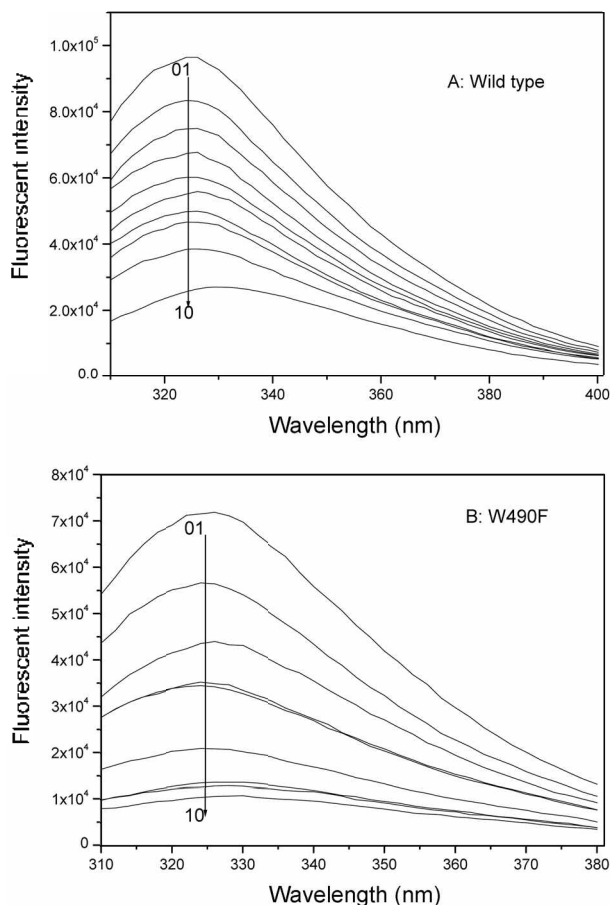 A: Wild type
01
10
1.0x10⁵
8.0x10⁴
6.0x10⁴
4.0x10⁴
2.0x10⁴
0.0
Fluorescent intensity
320 340 360 380 400
Wavelength (nm)
B: W490F
01
10
8x10⁴
7x10⁴
6x10⁴
5x10⁴
4x10⁴
3x10⁴
2x10⁴
1x10⁴
0
Fluorescent intensity
310 320 330 340 350 360 370 380
Wavelength (nm)